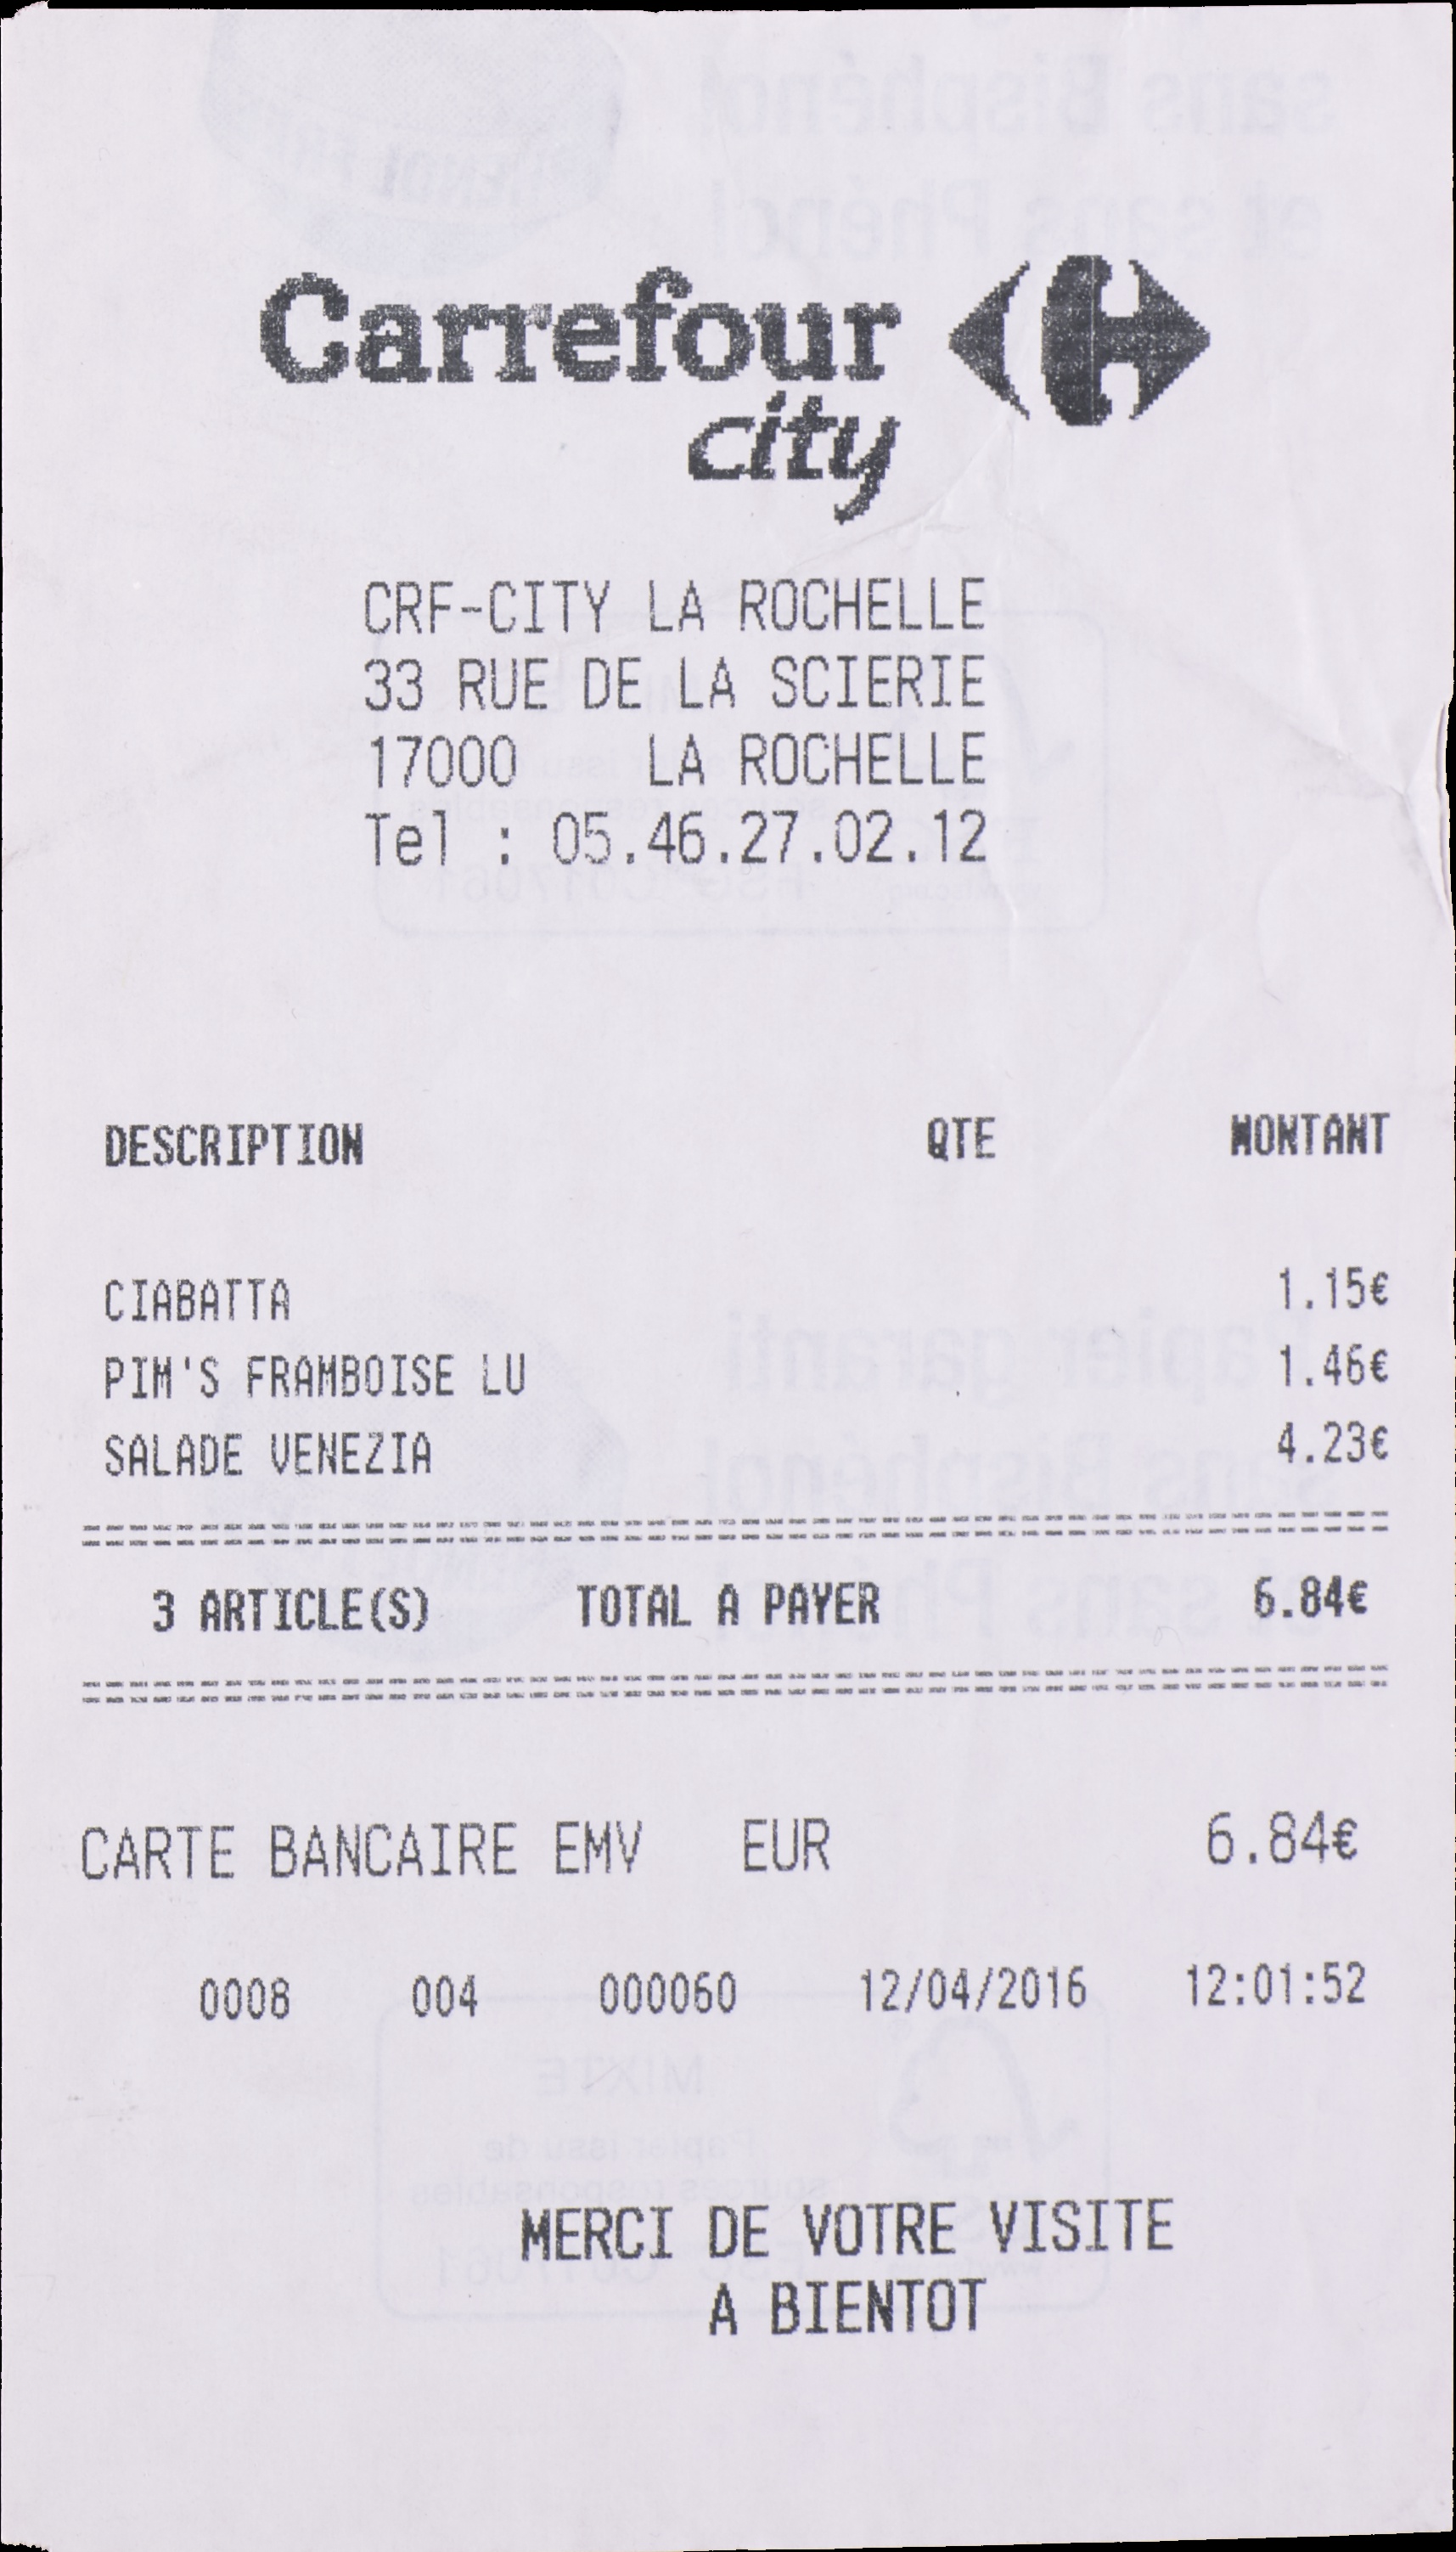 Carrefour
city
CRF-CITY LA ROCHELLE
33 RUE DE LA SCIERIE
17000 LA ROCHELLE
Tel : 05.46.27.02.12
DESCRIPTION QTE MONTANT
CIABATTA 1.15€
PIM'S FRAMBOISE LU 1.46€
SALADE VENEZIA 4.23€
3 ARTICLE(S) TOTAL A PAYER 6.84€
CARTE BANCAIRE EMV EUR 6.84€
0008 004 000060 12/04/2016 12:01:52
MERCI DE VOTRE VISITE
A BIENTOT